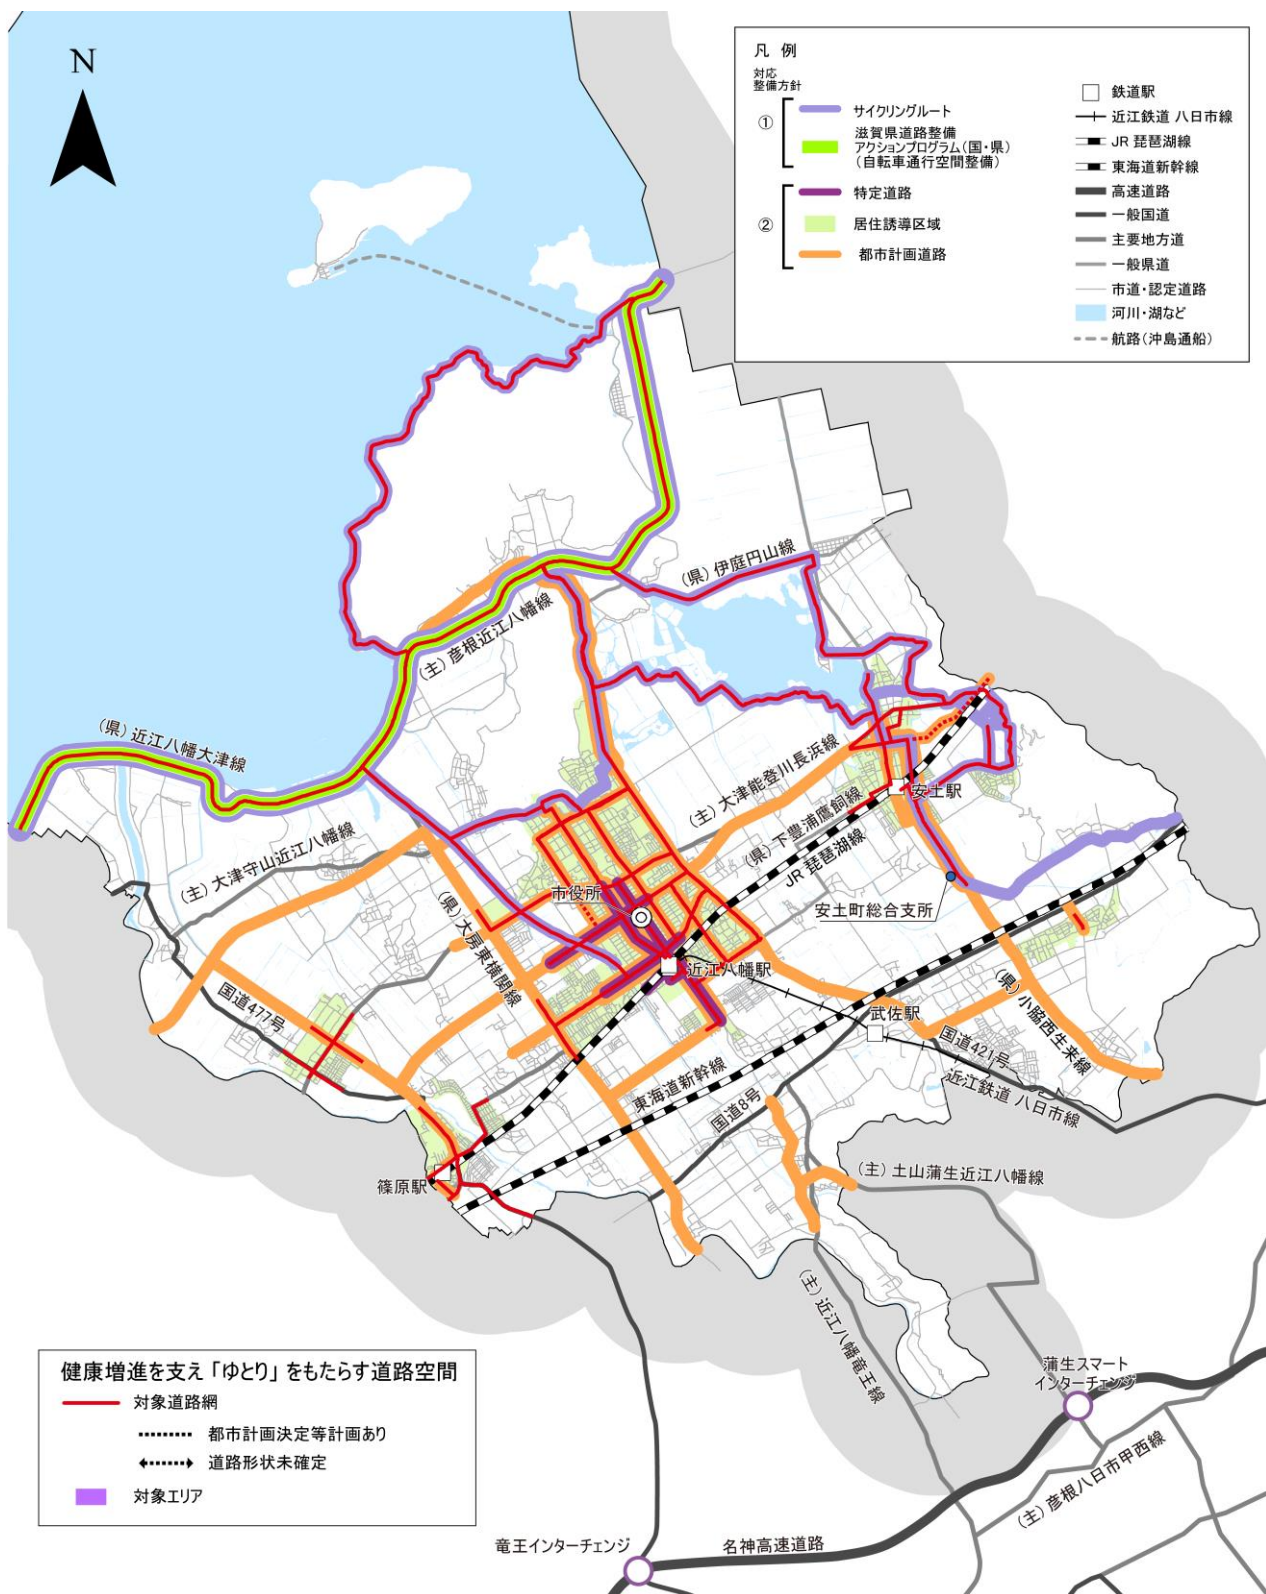 N
凡 例
対応
整備方針
①
サイクリングルート
滋賀県道路整備
アクションプログラム(国・県)
(自転車通行空間整備)
②
特定道路
居住誘導区域
都市計画道路
鉄道駅
近江鉄道 八日市線
JR 琵琶湖線
東海道新幹線
高速道路
一般国道
主要地方道
一般県道
市道・認定道路
河川・湖など
航路(沖島通船)
(県)伊庭円山線
(主)彦根近江八幡線
(県)近江八幡大津線
(主)大津能登川長浜線
(県)下豊浦鷹飼線
JR 琵琶湖線
安土駅
(主)大津守山近江八幡線
(県)大房東横関線
市役所
安土町総合支所
近江八幡駅
国道477号
武佐駅
(県)小脇西生来線
国道421号
近江鉄道 八日市線
東海道新幹線
国道8号
篠原駅
(主)土山蒲生近江八幡線
(主)近江八幡竜王線
蒲生スマート
インターチェンジ
(主)彦根八日市甲西線
名神高速道路
竜王インターチェンジ
健康増進を支え「ゆとり」をもたらす道路空間
対象道路網
都市計画決定等計画あり
道路形状未確定
対象エリア